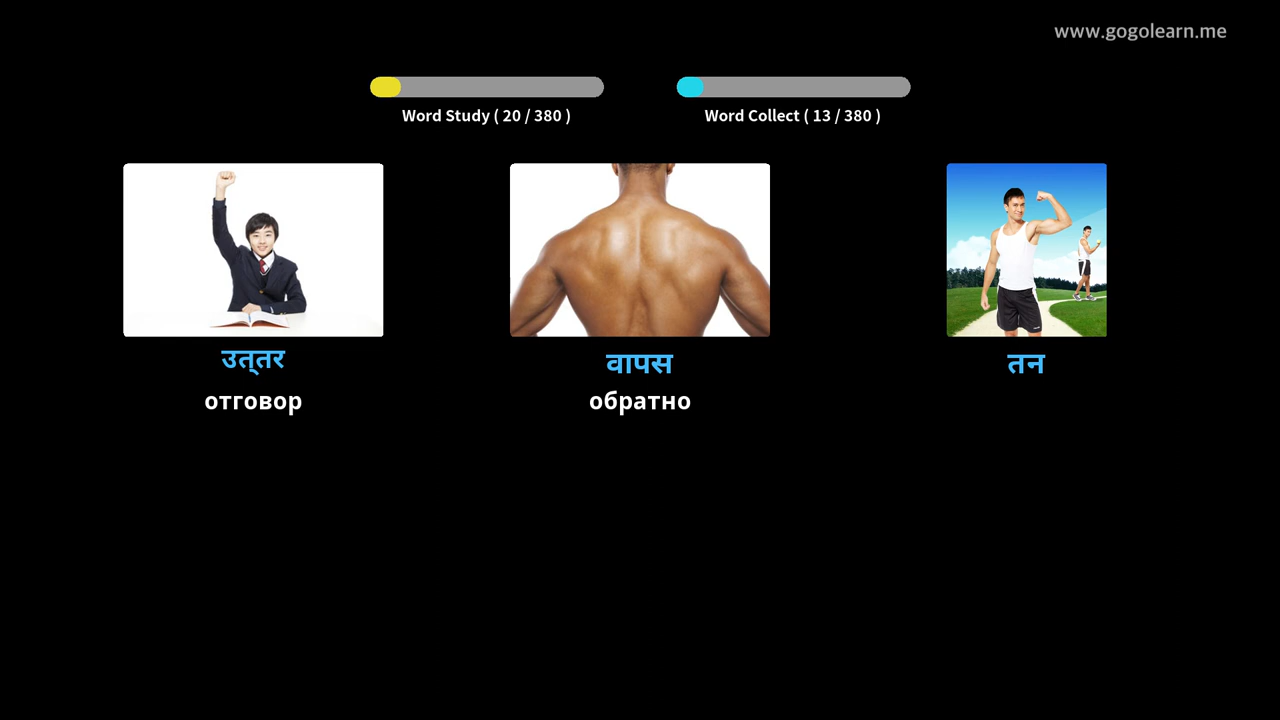 www.gogolearn.me
Word Study ( 20 / 380 )
Word Collect ( 13 / 380 )
उत्‌तर
वापस
तन
отговор
обратно